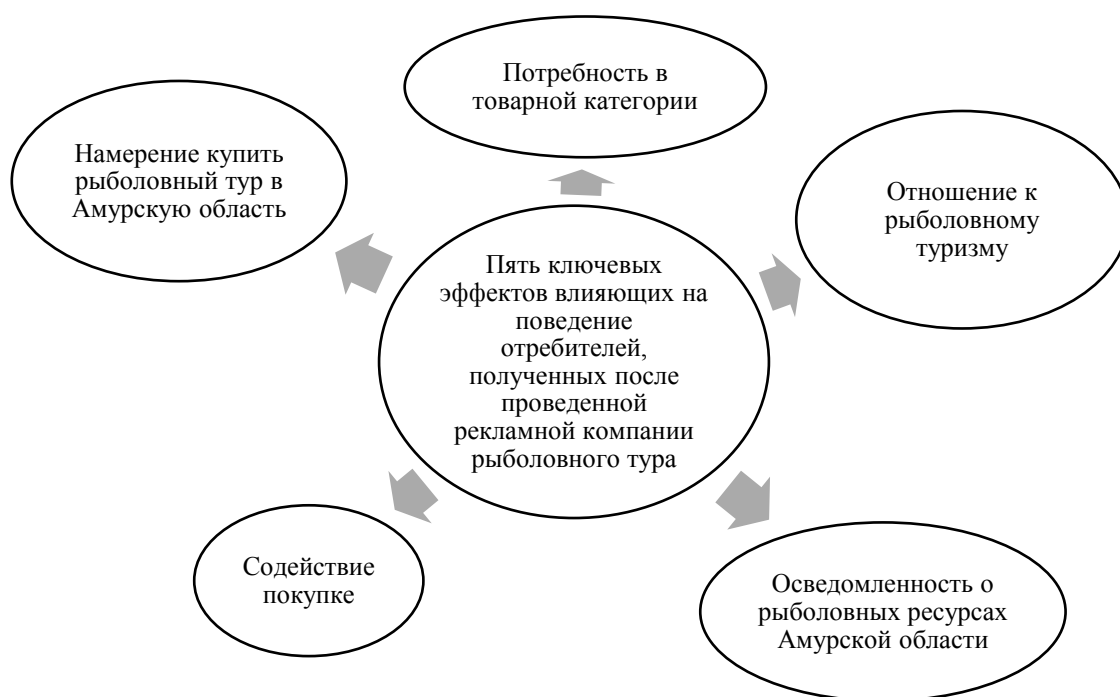 Потребность в
товарной категории
Намерение купить
рыболовный тур в
Амурскую область
Отношение к
рыболовному
туризму
Пять ключевых
эффектов влияющих на
поведение
отребителей,
полученных после
проведенной
рекламной компании
рыболовного тура
Содействие
покупке
Осведомленность о
рыболовных ресурсах
Амурской области